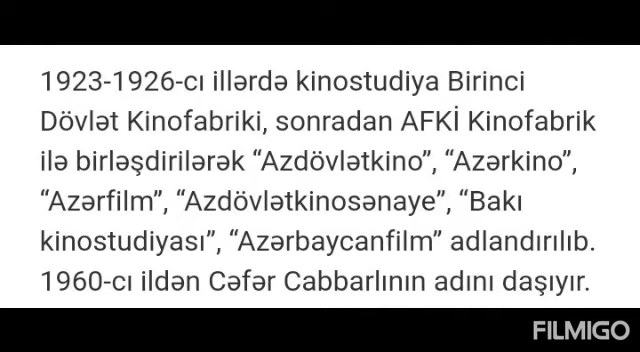 1923-1926-cı illərdə kinostudiya Birinci
Dövlət Kinofabriki, sonradan AFKİ Kinofabrik
ilə birləşdirilərək “Azdövlətkino”, “Azərkino”,
“Azərfilm”, “Azdövlətkinosənaye”, “Bakı
kinostudiyası”, “Azərbaycanfilm” adlandırılıb.
1960-cı ildən Cəfər Cabbarlının adını daşıyır.
FILMIGO